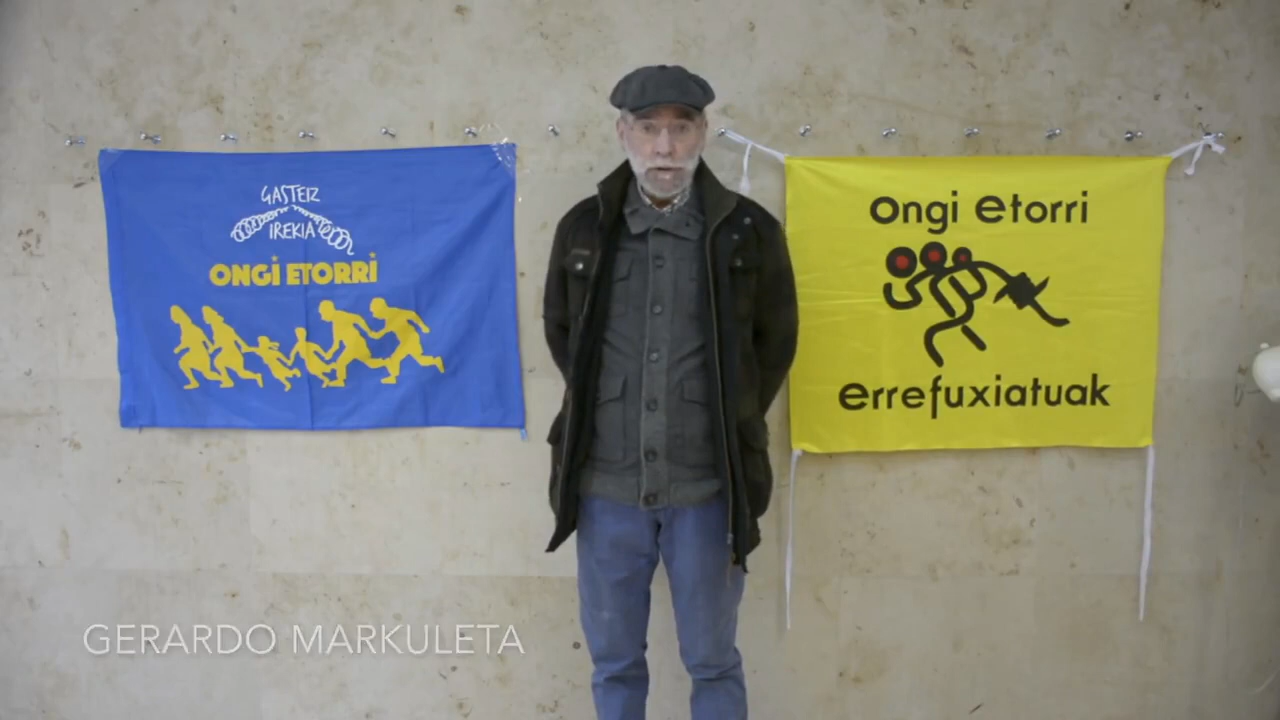 GASTEIZ
IREKIA
ONGI ETORRI
ongi etorri
errefuxiatuak
GERARDO MARKULETA